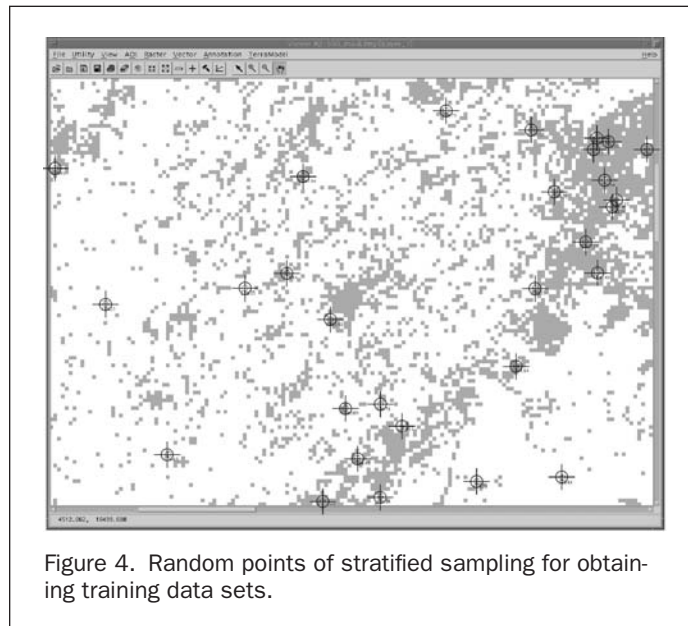 File Utility View AOI Raster Vector Annotation TerraModel Help
Figure 4. Random points of stratified sampling for obtain-
ing training data sets.